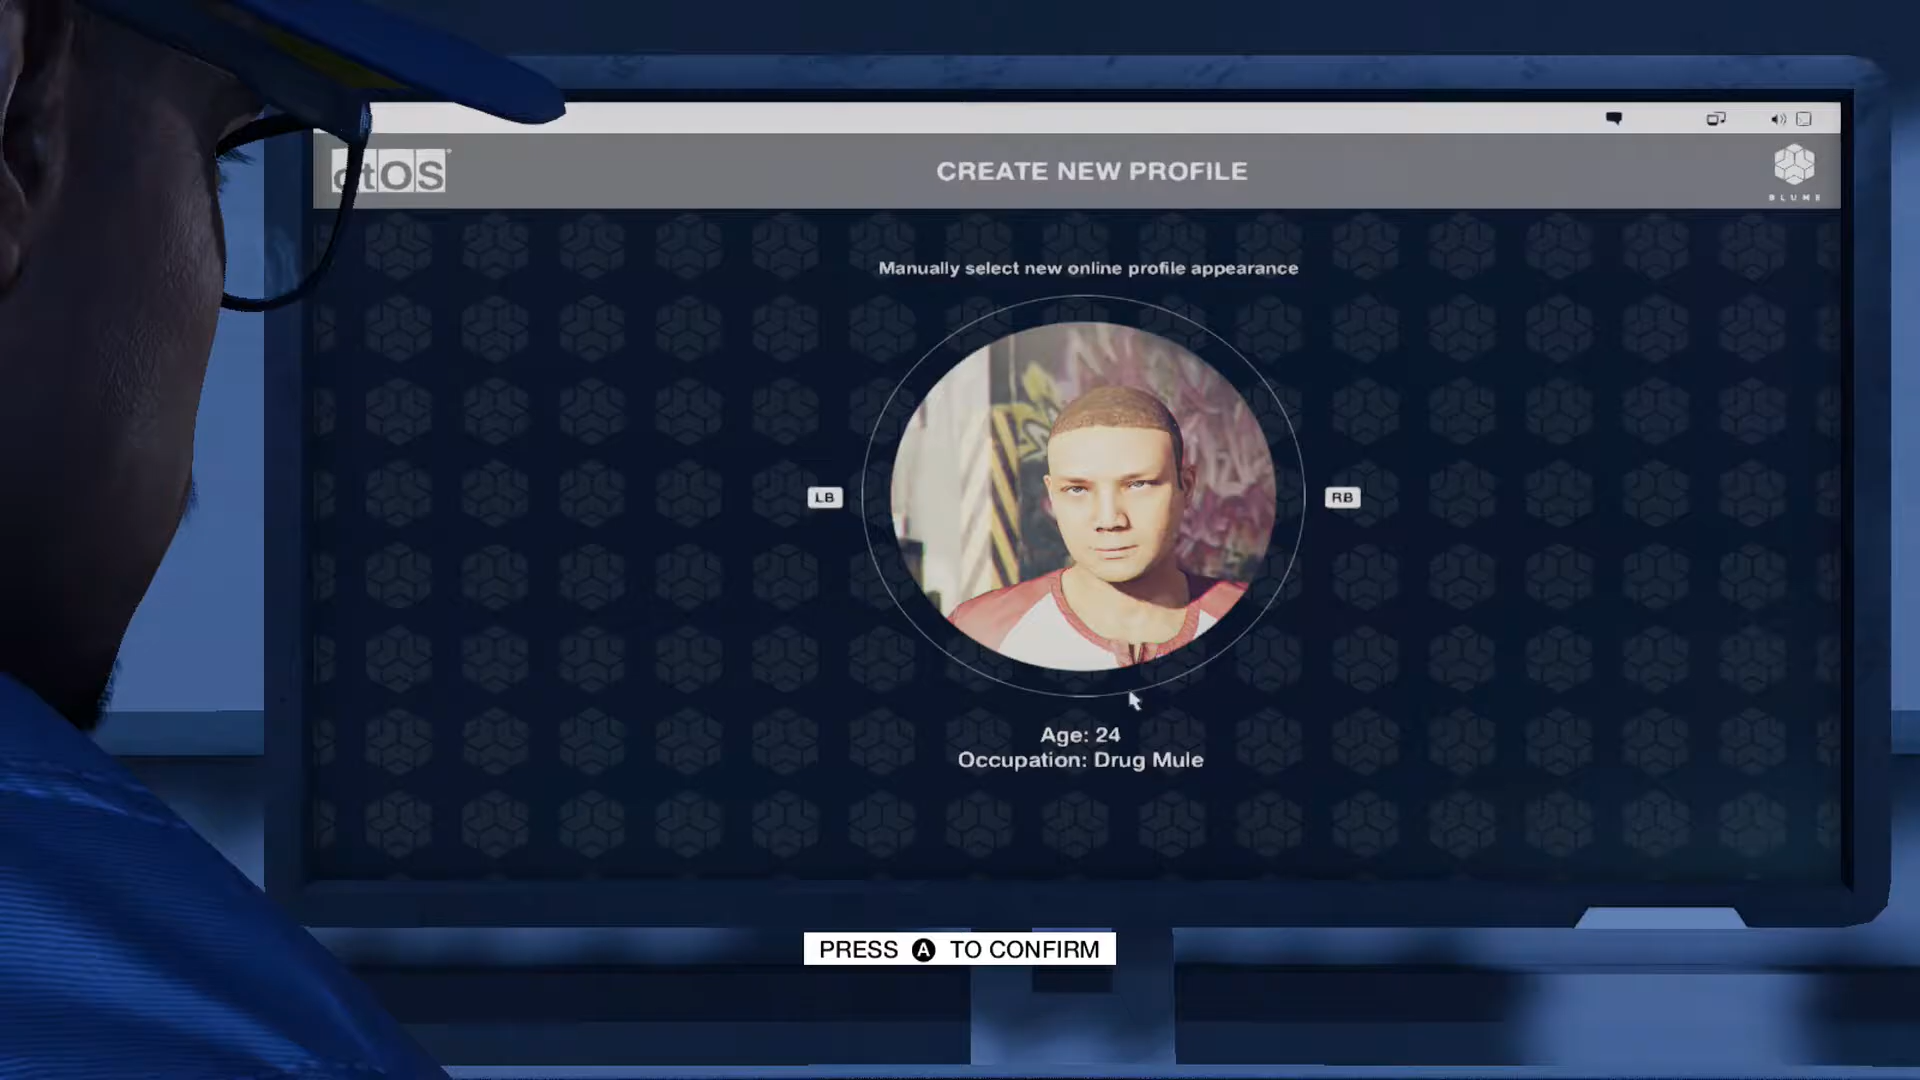 ctOS
CREATE NEW PROFILE
BLUME
Manually select new online profile appearance
LB
RB
Age: 24
Occupation: Drug Mule
PRESS A TO CONFIRM